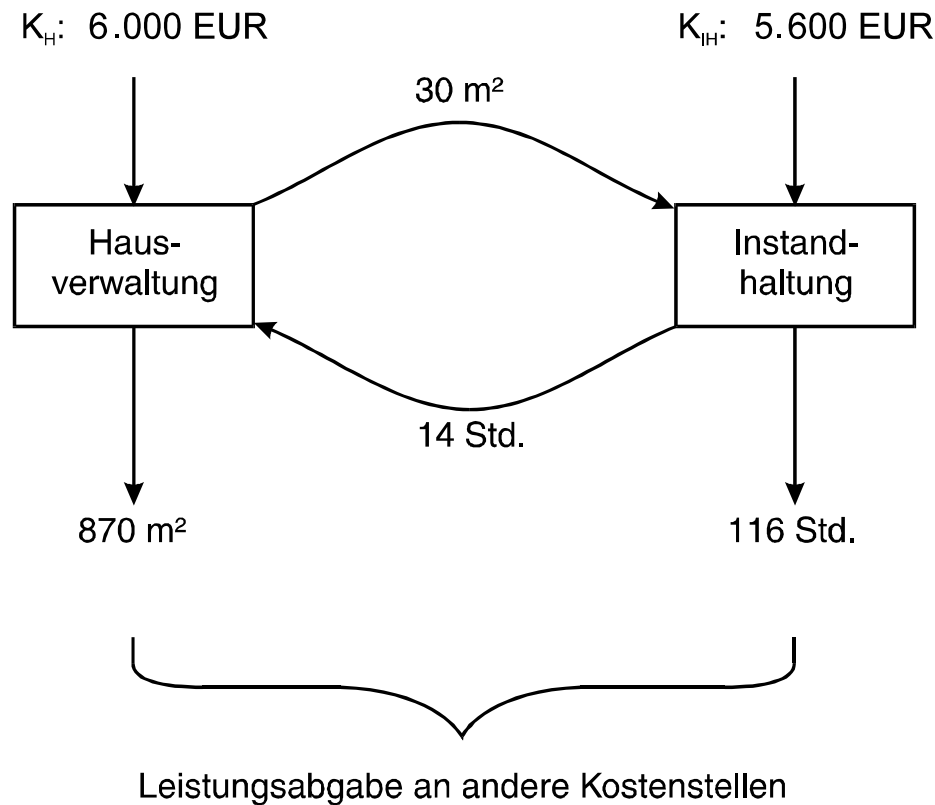 K_H: 6.000 EUR
K_IH: 5.600 EUR
30 m²
Haus-
verwaltung
Instand-
haltung
14 Std.
870 m²
116 Std.
Leistungsabgabe an andere Kostenstellen